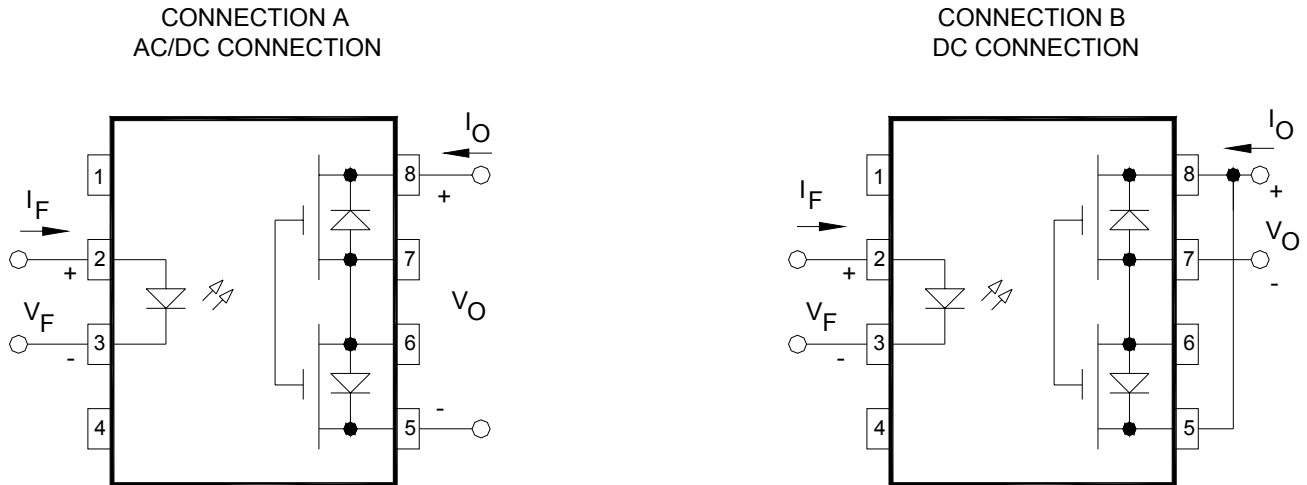 CONNECTION A
AC/DC CONNECTION
I_O
1
8
+
I_F
2
+
7
V_F
V_O
3
-
6
4
-
5
CONNECTION B
DC CONNECTION
I_O
1
8
+
I_F
2
+
7
V_O
-
V_F
3
-
6
4
5